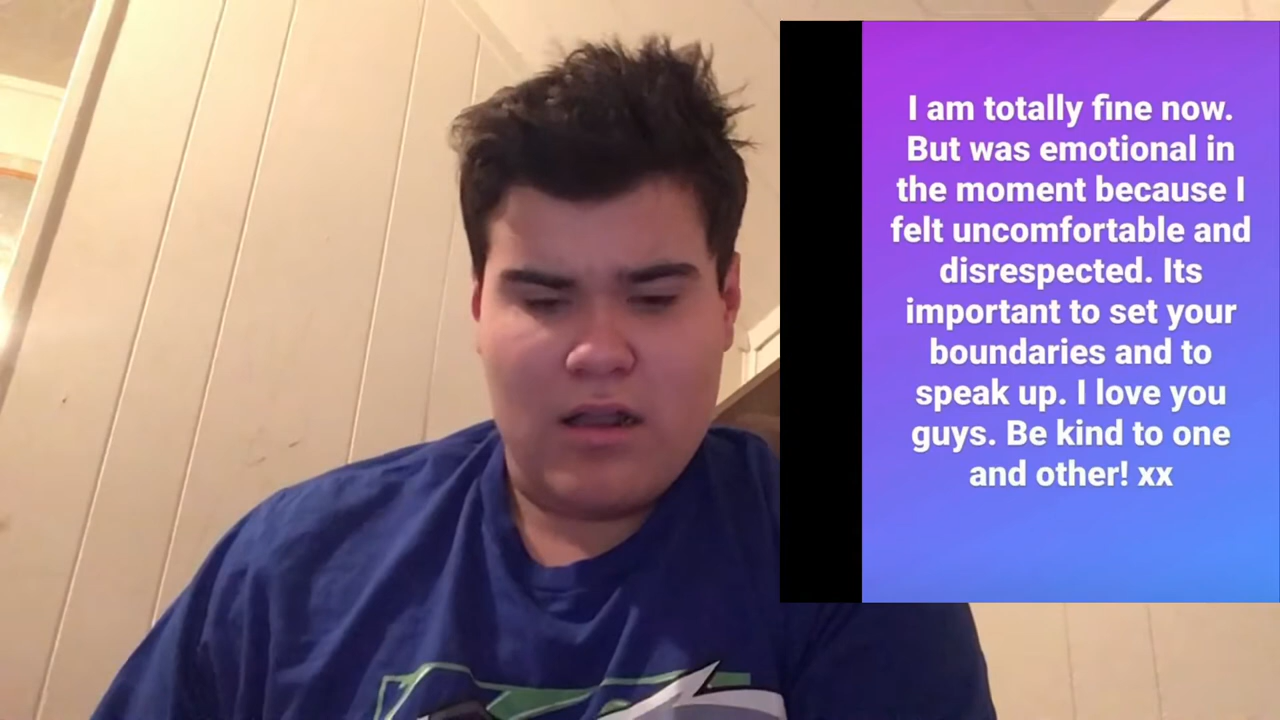 I am totally fine now.
But was emotional in
the moment because I
felt uncomfortable and
disrespected. Its
important to set your
boundaries and to
speak up. I love you
guys. Be kind to one
and other! xx